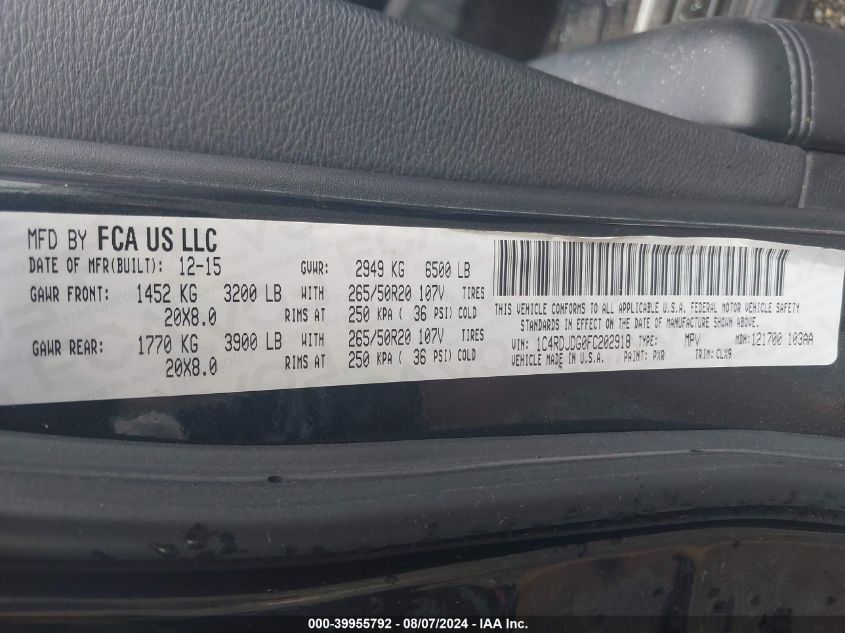 MFD BY FCA US LLC
DATE OF MFR(BUILT): 12-15 GVWR: 2949 KG 6500 LB
GAWR FRONT: 1452 KG 3200 LB WITH 265/50R20 107V TIRES
20X8.0 RIMS AT 250 KPA ( 36 PSI) COLD
GAWR REAR: 1770 KG 3900 LB WITH 265/50R20 107V TIRES
20X8.0 RIMS AT 250 KPA ( 36 PSI) COLD
THIS VEHICLE CONFORMS TO ALL APPLICABLE U.S.A. FEDERAL MOTOR VEHICLE SAFETY
STANDARDS IN EFFECT ON THE DATE OF MANUFACTURE SHOWN ABOVE.
VIN: 1C4RDJDG0FC202918 TYPE: MPV MDH: 121700 103AA
VEHICLE MADE IN U.S.A. PAINT: PXR TRIM: CLX9
000-39955792 - 08/07/2024 - IAA Inc.